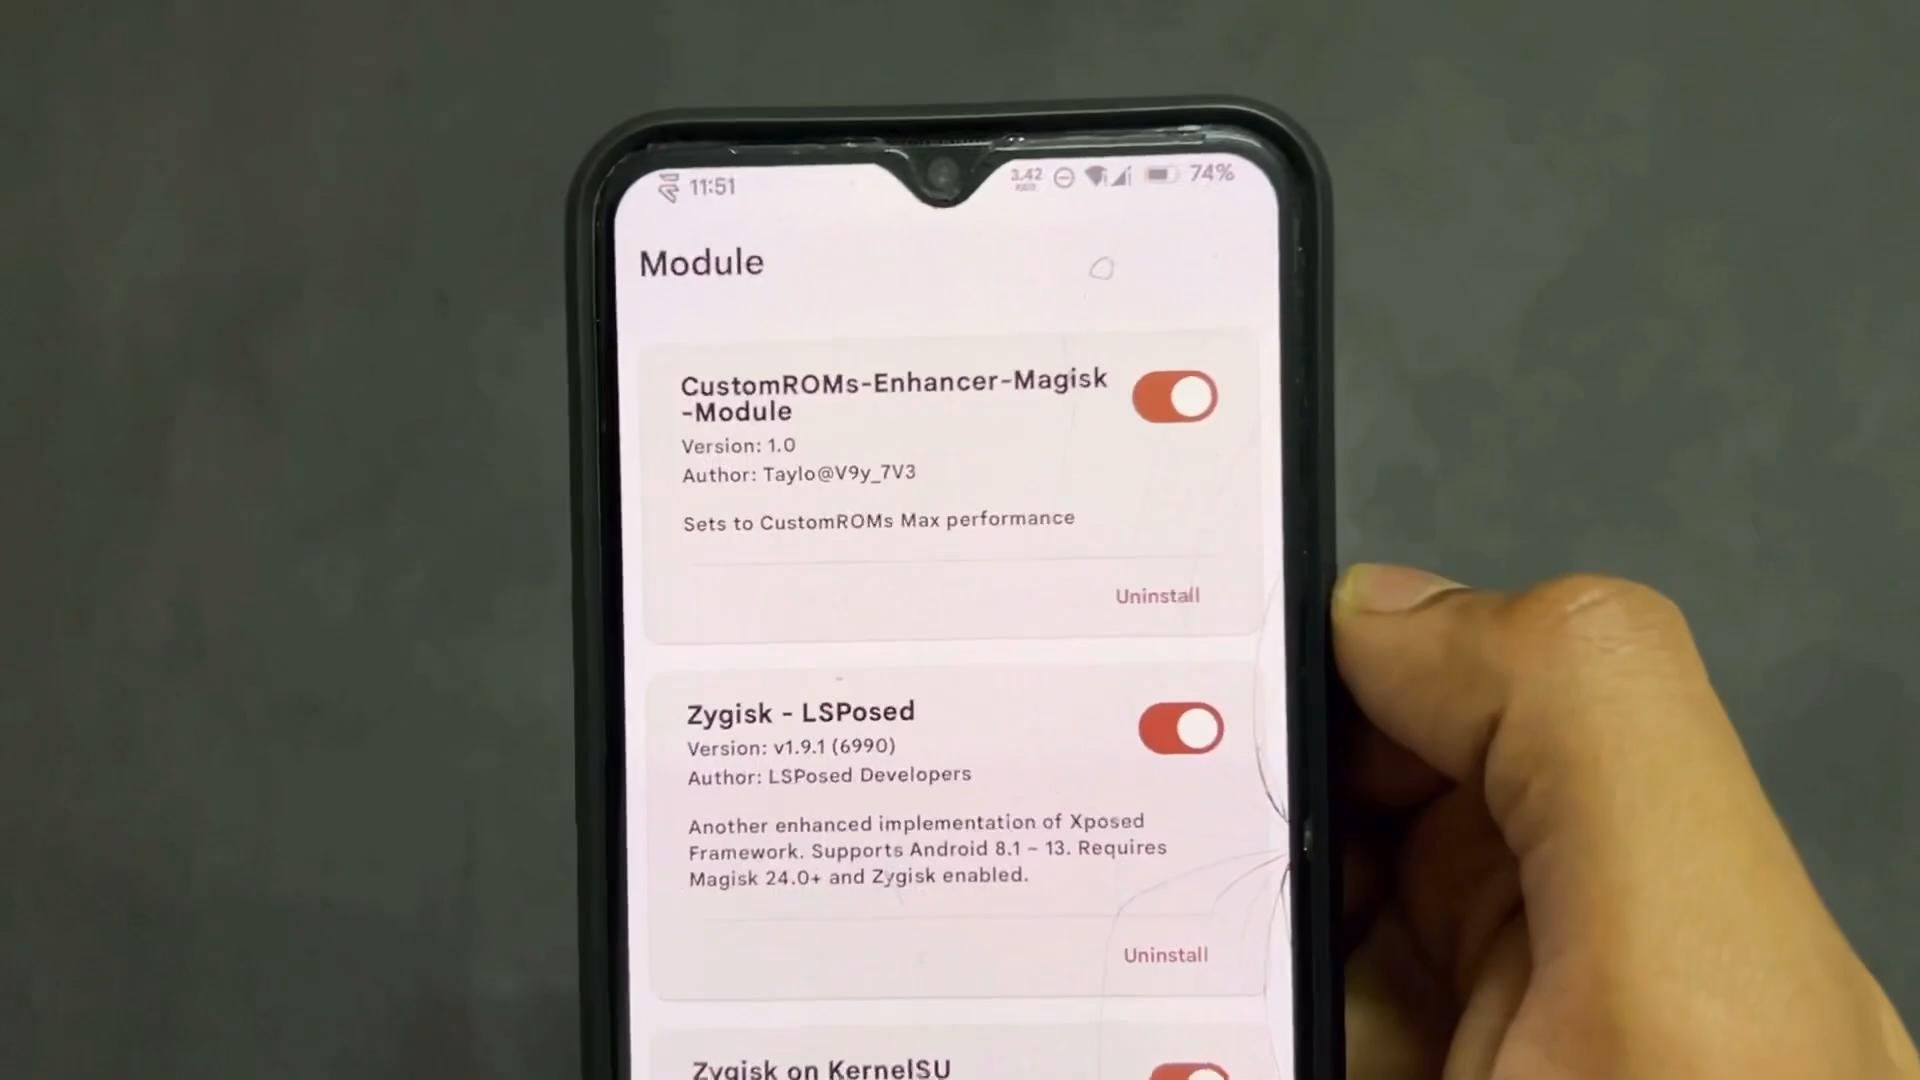 11:51
3.42
74%
Module
CustomROMs-Enhancer-Magisk
-Module
Version: 1.0
Author: Taylo@V9y_7V3
Sets to CustomROMs Max performance
Uninstall
Zygisk - LSPosed
Version: v1.9.1 (6990)
Author: LSPosed Developers
Another enhanced implementation of Xposed
Framework. Supports Android 8.1 – 13. Requires
Magisk 24.0+ and Zygisk enabled.
Uninstall
Zygisk on KernelSU